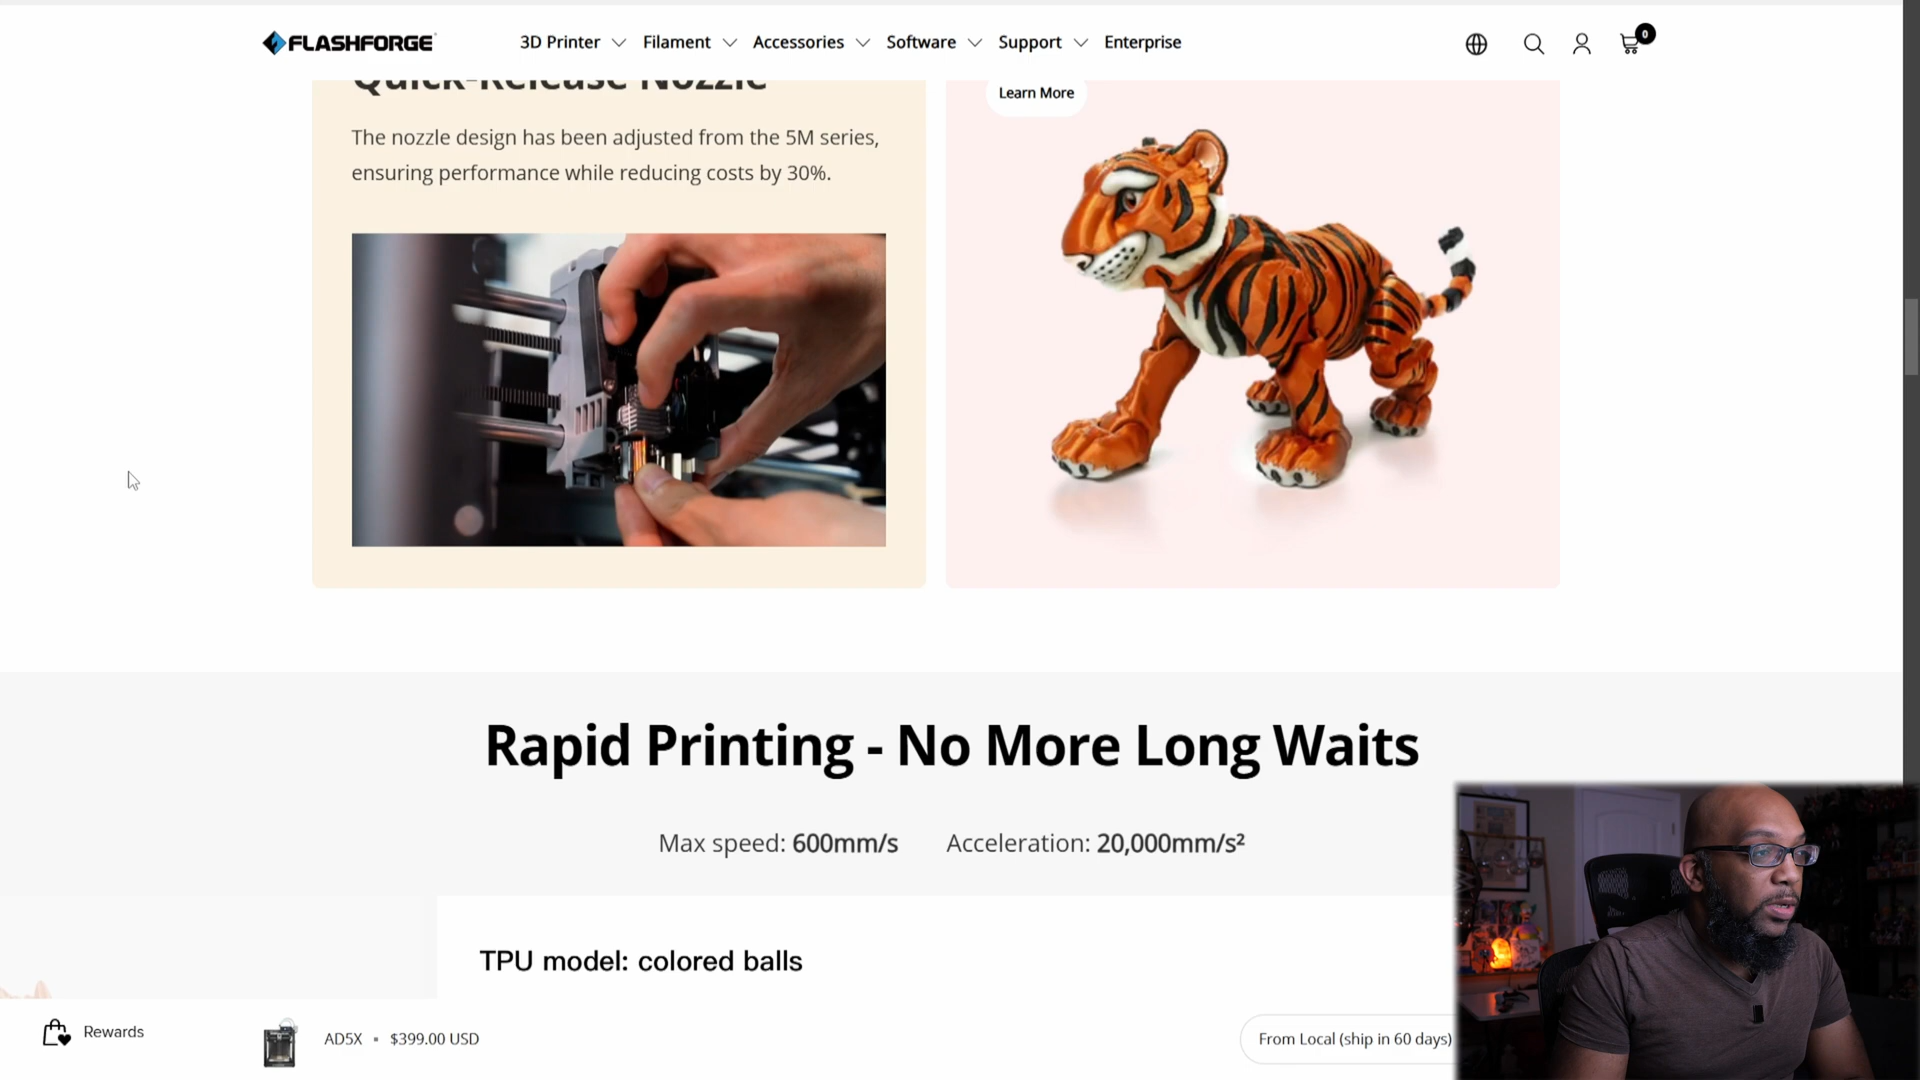 FLASHFORGE
3D Printer
Filament
Accessories
Software
Support
Enterprise
0
Quick-Release Nozzle
Learn More
The nozzle design has been adjusted from the 5M series,
ensuring performance while reducing costs by 30%.
Rapid Printing - No More Long Waits
Max speed: 600mm/s
Acceleration: 20,000mm/s²
TPU model: colored balls
Rewards
AD5X ▪ $399.00 USD
From Local (ship in 60 days)